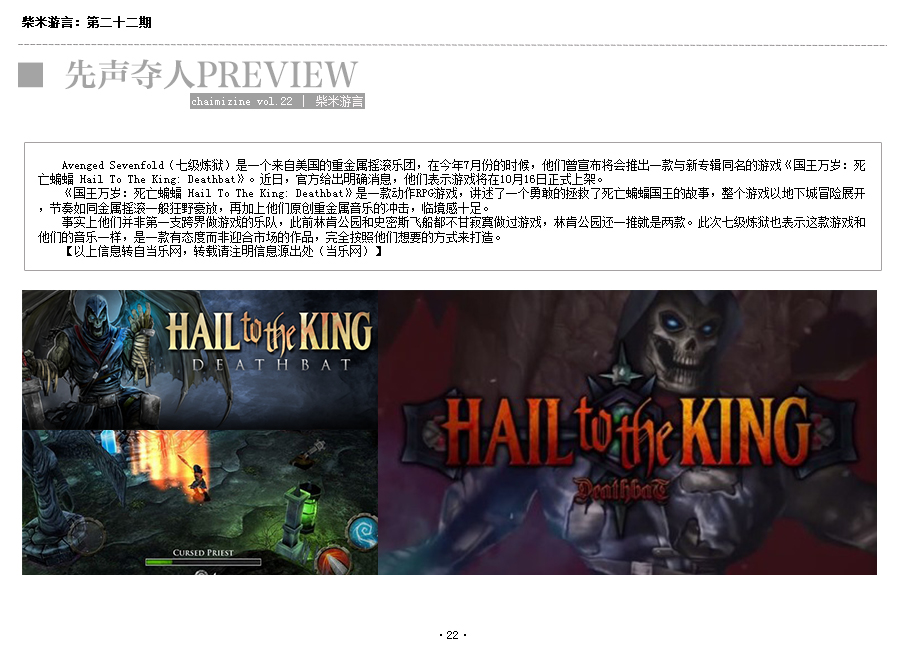 柴米游言：第二十二期
先声夺人PREVIEW
chaimizine vol.22 | 柴米游言
Avenged Sevenfold（七级炼狱）是一个来自美国的重金属摇滚乐团，在今年7月份的时候，他们曾宣布将会推出一款与新专辑同名的游戏《国王万岁：死
亡蝙蝠 Hail To The King: Deathbat》。近日，官方给出明确消息，他们表示游戏将在10月16日正式上架。
《国王万岁：死亡蝙蝠 Hail To The King: Deathbat》是一款动作RPG游戏，讲述了一个勇敢的拯救了死亡蝙蝠国王的故事，整个游戏以地下城冒险展开
，节奏如同金属摇滚一般狂野豪放，再加上他们原创重金属音乐的冲击，临境感十足。
事实上他们并非第一支跨界做游戏的乐队，此前林肯公园和史密斯飞船都不甘寂寞做过游戏，林肯公园还一推就是两款。此次七级炼狱也表示这款游戏和
他们的音乐一样，是一款有态度而非迎合市场的作品，完全按照他们想要的方式来打造。
【以上信息转自当乐网，转载请注明信息源出处（当乐网）】
HAIL to the KING
DEATHBAT
HAIL to the KING
Deathbat
CURSED PRIEST
·22·